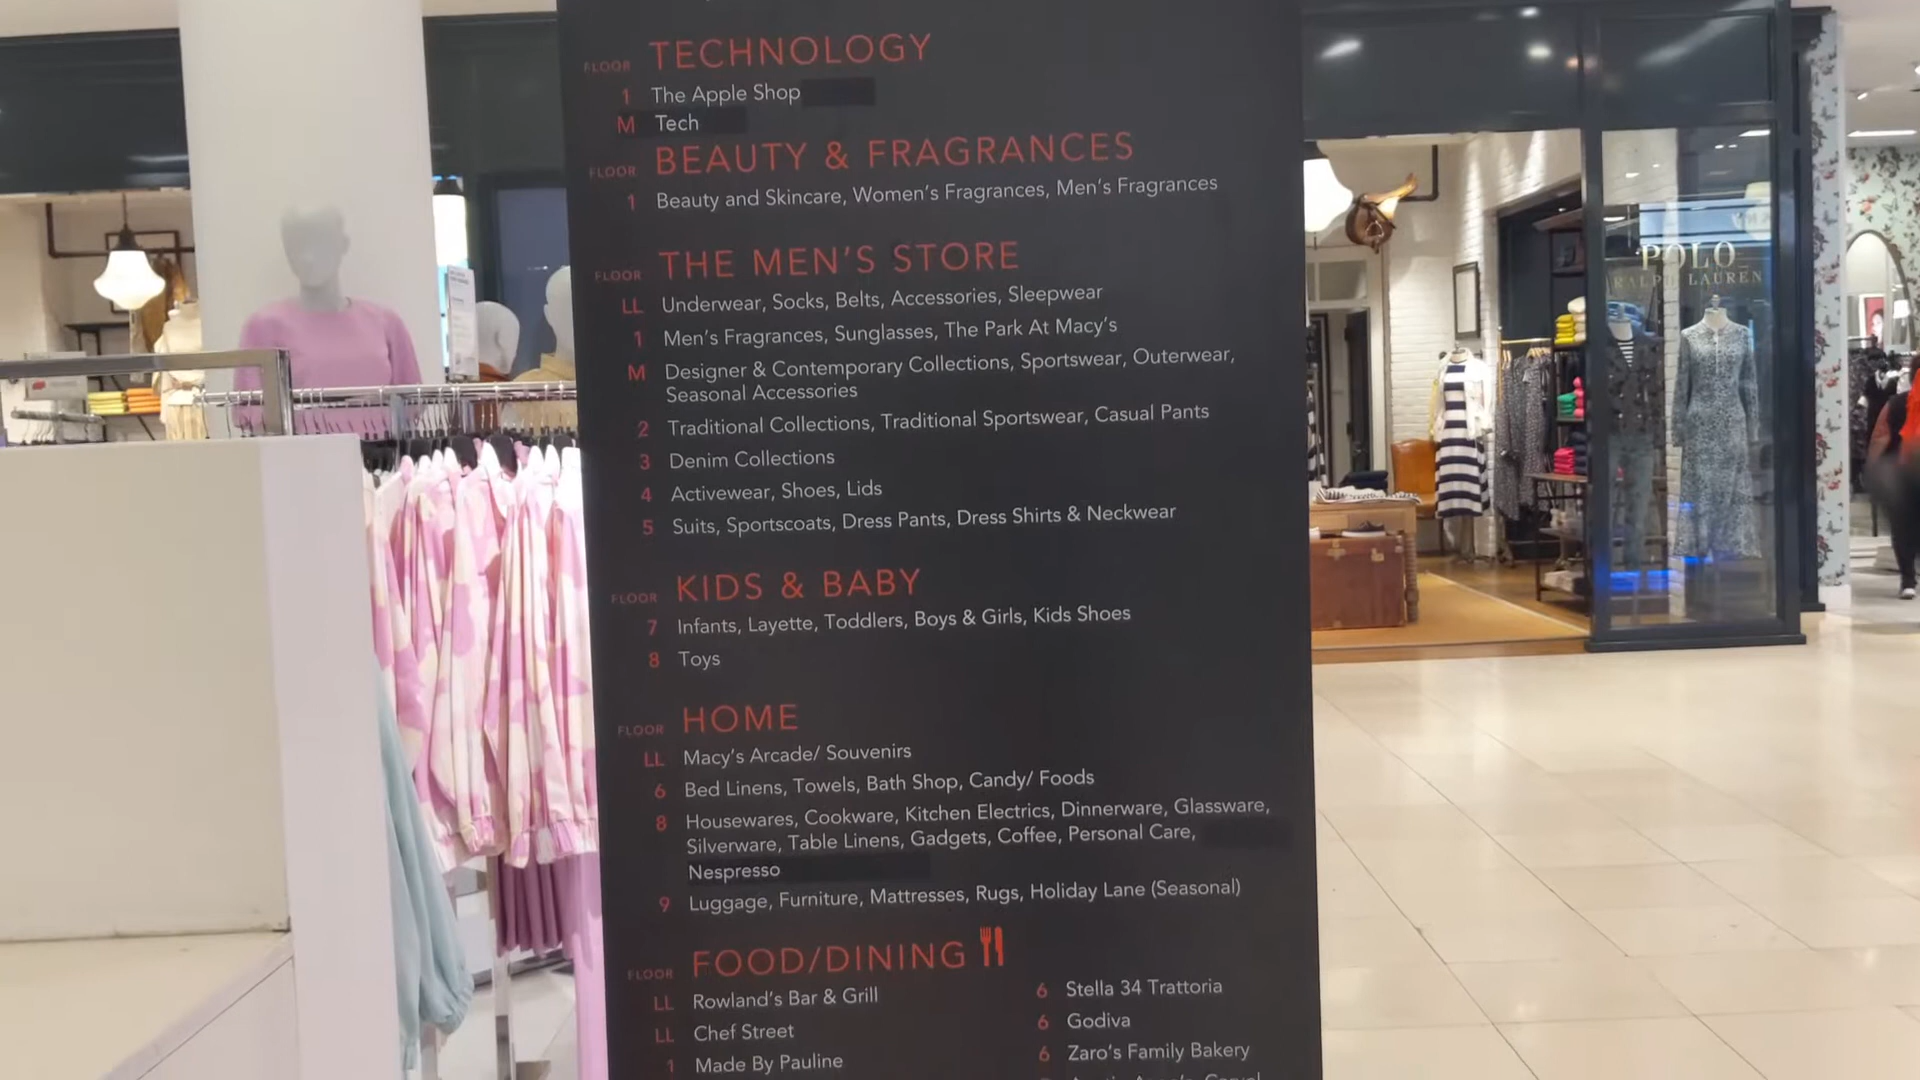 FLOOR TECHNOLOGY
1 The Apple Shop
M Tech
FLOOR BEAUTY & FRAGRANCES
1 Beauty and Skincare, Women's Fragrances, Men's Fragrances
FLOOR THE MEN'S STORE
LL Underwear, Socks, Belts, Accessories, Sleepwear
1 Men's Fragrances, Sunglasses, The Park At Macy's
M Designer & Contemporary Collections, Sportswear, Outerwear,
Seasonal Accessories
2 Traditional Collections, Traditional Sportswear, Casual Pants
3 Denim Collections
4 Activewear, Shoes, Lids
5 Suits, Sportscoats, Dress Pants, Dress Shirts & Neckwear
FLOOR KIDS & BABY
7 Infants, Layette, Toddlers, Boys & Girls, Kids Shoes
8 Toys
FLOOR HOME
LL Macy's Arcade/ Souvenirs
6 Bed Linens, Towels, Bath Shop, Candy/ Foods
8 Housewares, Cookware, Kitchen Electrics, Dinnerware, Glassware,
Silverware, Table Linens, Gadgets, Coffee, Personal Care,
Nespresso
9 Luggage, Furniture, Mattresses, Rugs, Holiday Lane (Seasonal)
FLOOR FOOD/DINING
LL Rowland's Bar & Grill
LL Chef Street
1 Made By Pauline
6 Stella 34 Trattoria
6 Godiva
6 Zaro's Family Bakery
POLO
RALPH LAUREN